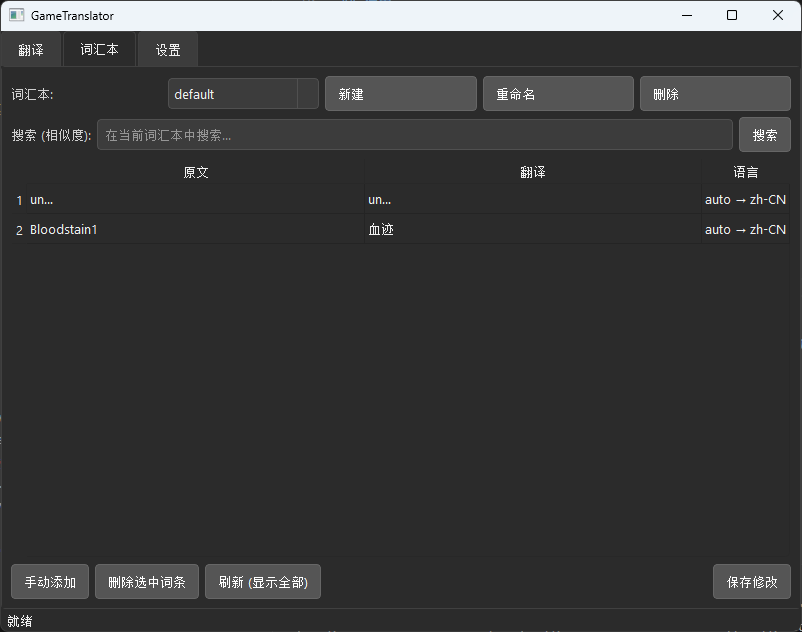 GameTranslator
翻译 词汇本 设置
词汇本: default 新建 重命名 删除
搜索 (相似度): 在当前词汇本中搜索... 搜索
原文 翻译 语言
1 un... un... auto → zh-CN
2 Bloodstain1 血迹 auto → zh-CN
手动添加 删除选中词条 刷新 (显示全部) 保存修改
就绪